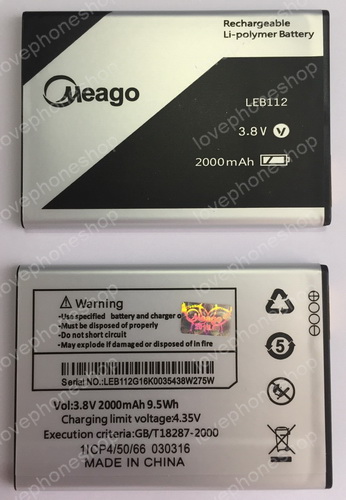 Rechargeable
Li-polymer Battery
Meago
LEB112
3.8V
2000mAh
Warning
Use specified battery and charger o
Must be disposed of properly
Do not short circuit
May explode if damaged or disposed of in fire
Meago
Serial NO.:LEB112G16K0035438W275W
Vol:3.8V 2000mAh 9.5Wh
Charging limit voltage:4.35V
Execution criteria:GB/T18287-2000
1ICP4/50/66 030316
MADE IN CHINA
5
lovephoneshop